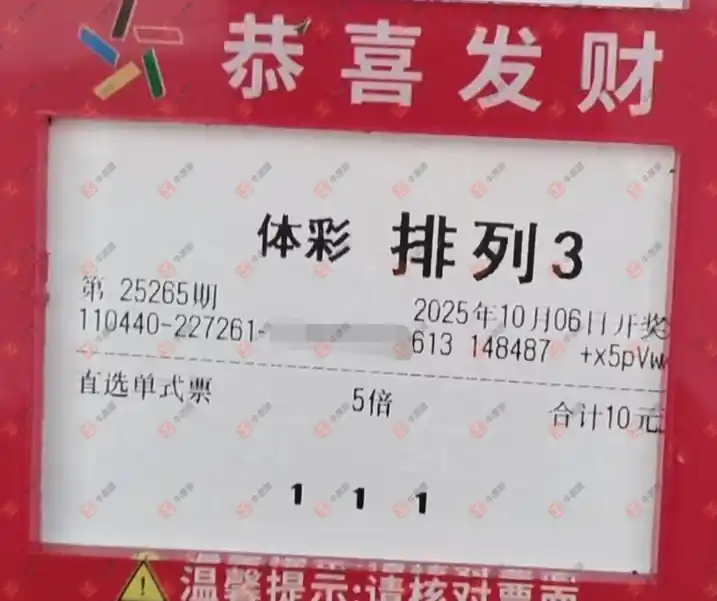 恭喜发财
体彩 排列3
第 25265期 2025年10月06日开奖
110440-227261- 613 148487 +x5pVw
直选单式票 5倍 合计10元
1 1 1
温馨提示:请核对票面